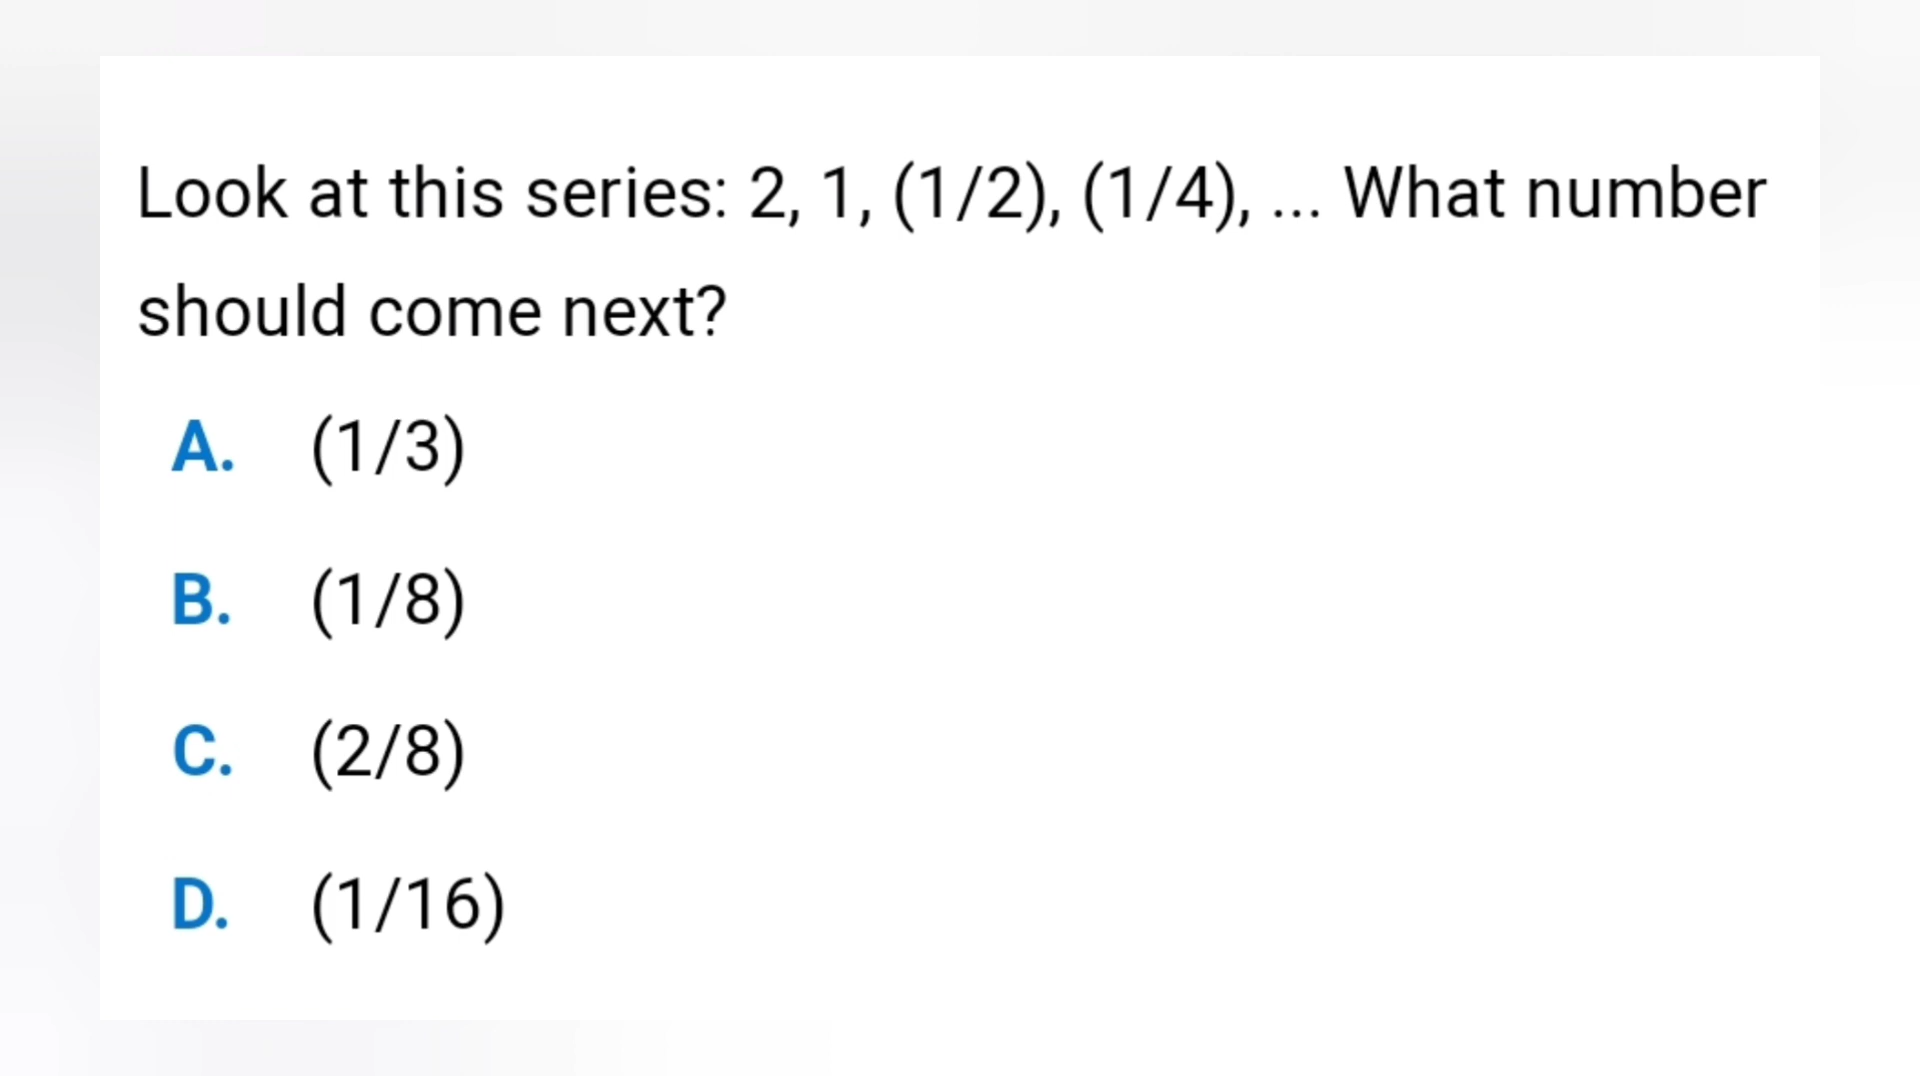 Look at this series: 2, 1, (1/2), (1/4), ... What number
should come next?
A. (1/3)
B. (1/8)
C. (2/8)
D. (1/16)